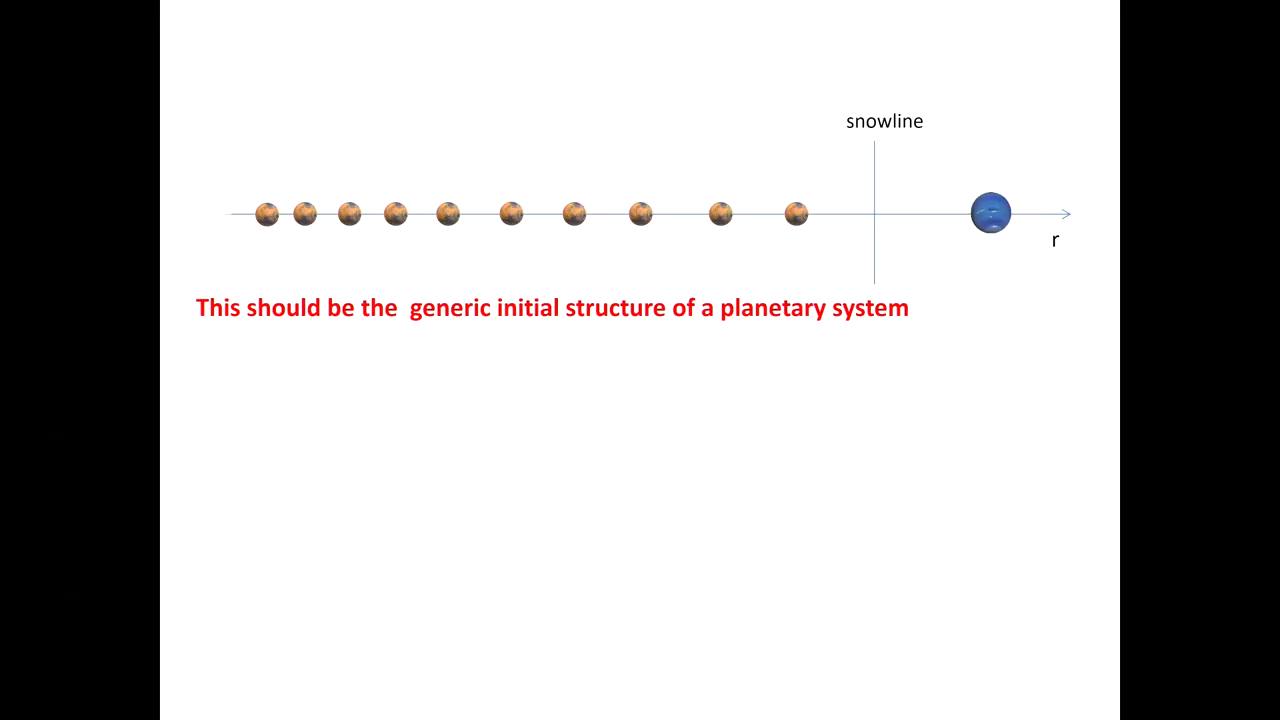 snowline
r
This should be the  generic initial structure of a planetary system